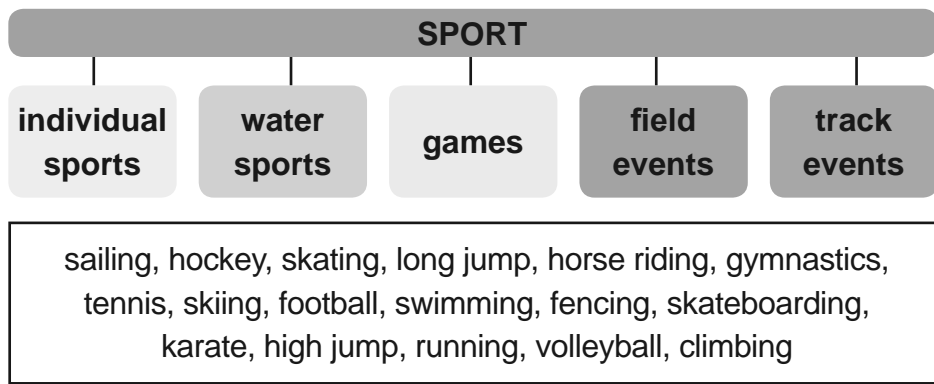 SPORT
individual sports
water sports
games
field events
track events
sailing, hockey, skating, long jump, horse riding, gymnastics,
tennis, skiing, football, swimming, fencing, skateboarding,
karate, high jump, running, volleyball, climbing